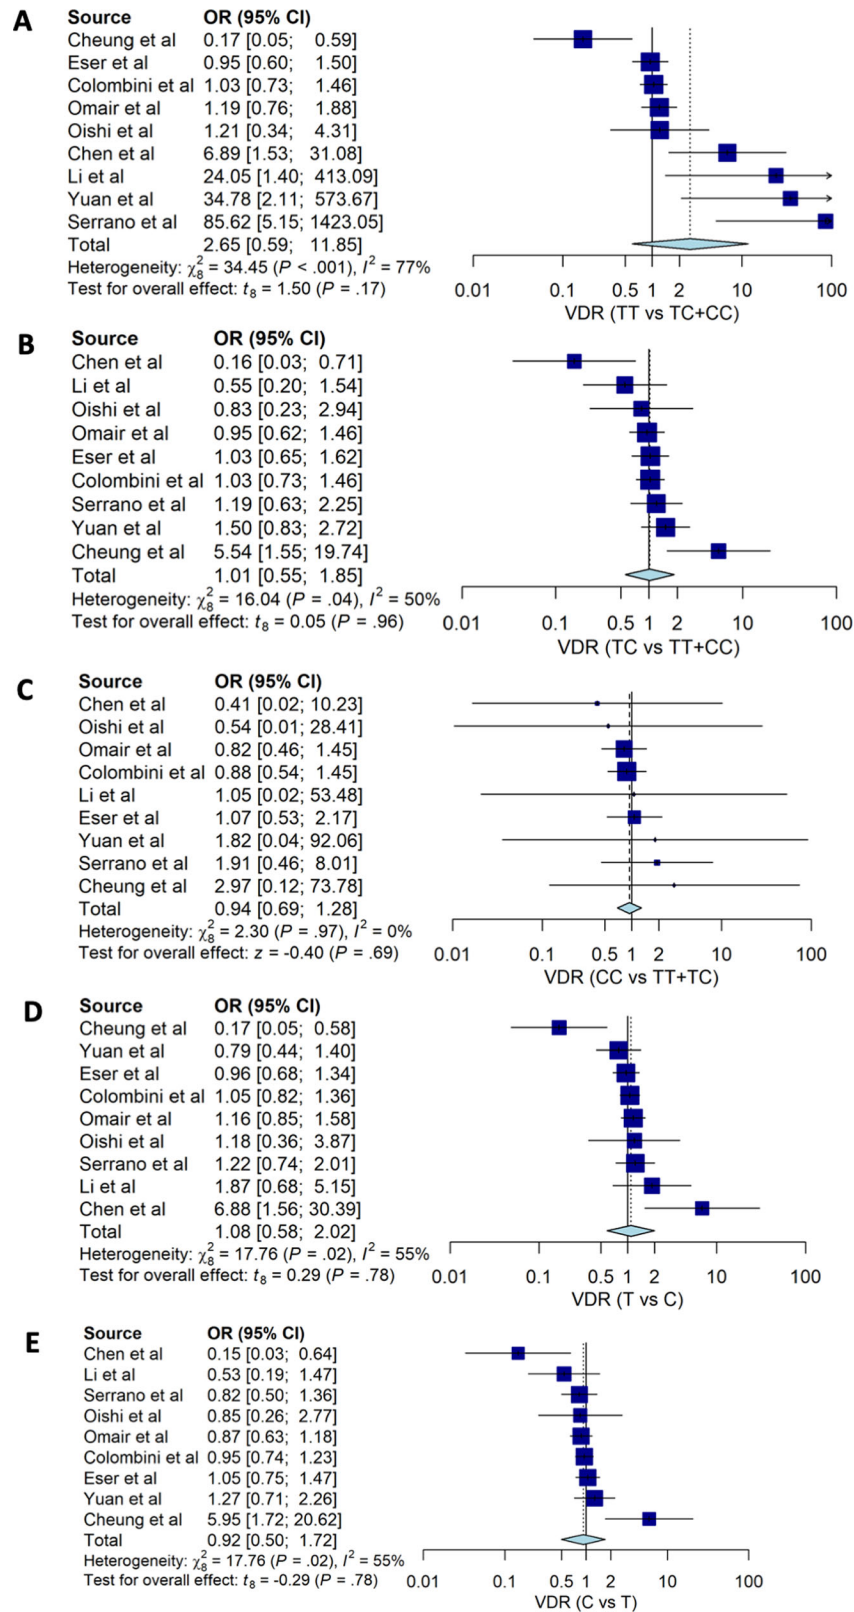 A
Source OR (95% CI)
Cheung et al 0.17 [0.05; 0.59]
Eser et al 0.95 [0.60; 1.50]
Colombini et al 1.03 [0.73; 1.46]
Omair et al 1.19 [0.76; 1.88]
Oishi et al 1.21 [0.34; 4.31]
Chen et al 6.89 [1.53; 31.08]
Li et al 24.05 [1.40; 413.09]
Yuan et al 34.78 [2.11; 573.67]
Serrano et al 85.62 [5.15; 1423.05]
Total 2.65 [0.59; 11.85]
Heterogeneity: χ²₈ = 34.45 (P < .001), I² = 77%
Test for overall effect: t₈ = 1.50 (P = .17)
0.01 0.1 0.5 1 2 10 100
VDR (TT vs TC+CC)
B
Source OR (95% CI)
Chen et al 0.16 [0.03; 0.71]
Li et al 0.55 [0.20; 1.54]
Oishi et al 0.83 [0.23; 2.94]
Omair et al 0.95 [0.62; 1.46]
Eser et al 1.03 [0.65; 1.62]
Colombini et al 1.03 [0.73; 1.46]
Serrano et al 1.19 [0.63; 2.25]
Yuan et al 1.50 [0.83; 2.72]
Cheung et al 5.54 [1.55; 19.74]
Total 1.01 [0.55; 1.85]
Heterogeneity: χ²₈ = 16.04 (P = .04), I² = 50%
Test for overall effect: t₈ = 0.05 (P = .96)
0.01 0.1 0.5 1 2 10 100
VDR (TC vs TT+CC)
C
Source OR (95% CI)
Chen et al 0.41 [0.02; 10.23]
Oishi et al 0.54 [0.01; 28.41]
Omair et al 0.82 [0.46; 1.45]
Colombini et al 0.88 [0.54; 1.45]
Li et al 1.05 [0.02; 53.48]
Eser et al 1.07 [0.53; 2.17]
Yuan et al 1.82 [0.04; 92.06]
Serrano et al 1.91 [0.46; 8.01]
Cheung et al 2.97 [0.12; 73.78]
Total 0.94 [0.69; 1.28]
Heterogeneity: χ²₈ = 2.30 (P = .97), I² = 0%
Test for overall effect: z = -0.40 (P = .69)
0.01 0.1 0.5 1 2 10 100
VDR (CC vs TT+TC)
D
Source OR (95% CI)
Cheung et al 0.17 [0.05; 0.58]
Yuan et al 0.79 [0.44; 1.40]
Eser et al 0.96 [0.68; 1.34]
Colombini et al 1.05 [0.82; 1.36]
Omair et al 1.16 [0.85; 1.58]
Oishi et al 1.18 [0.36; 3.87]
Serrano et al 1.22 [0.74; 2.01]
Li et al 1.87 [0.68; 5.15]
Chen et al 6.88 [1.56; 30.39]
Total 1.08 [0.58; 2.02]
Heterogeneity: χ²₈ = 17.76 (P = .02), I² = 55%
Test for overall effect: t₈ = 0.29 (P = .78)
0.01 0.1 0.5 1 2 10 100
VDR (T vs C)
E
Source OR (95% CI)
Chen et al 0.15 [0.03; 0.64]
Li et al 0.53 [0.19; 1.47]
Serrano et al 0.82 [0.50; 1.36]
Oishi et al 0.85 [0.26; 2.77]
Omair et al 0.87 [0.63; 1.18]
Colombini et al 0.95 [0.74; 1.23]
Eser et al 1.05 [0.75; 1.47]
Yuan et al 1.27 [0.71; 2.26]
Cheung et al 5.95 [1.72; 20.62]
Total 0.92 [0.50; 1.72]
Heterogeneity: χ²₈ = 17.76 (P = .02), I² = 55%
Test for overall effect: t₈ = -0.29 (P = .78)
0.01 0.1 0.5 1 2 10 100
VDR (C vs T)